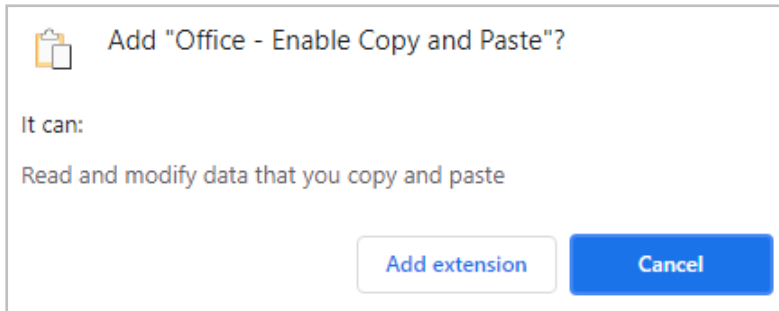 Add "Office - Enable Copy and Paste"?
It can:
Read and modify data that you copy and paste
Add extension
Cancel